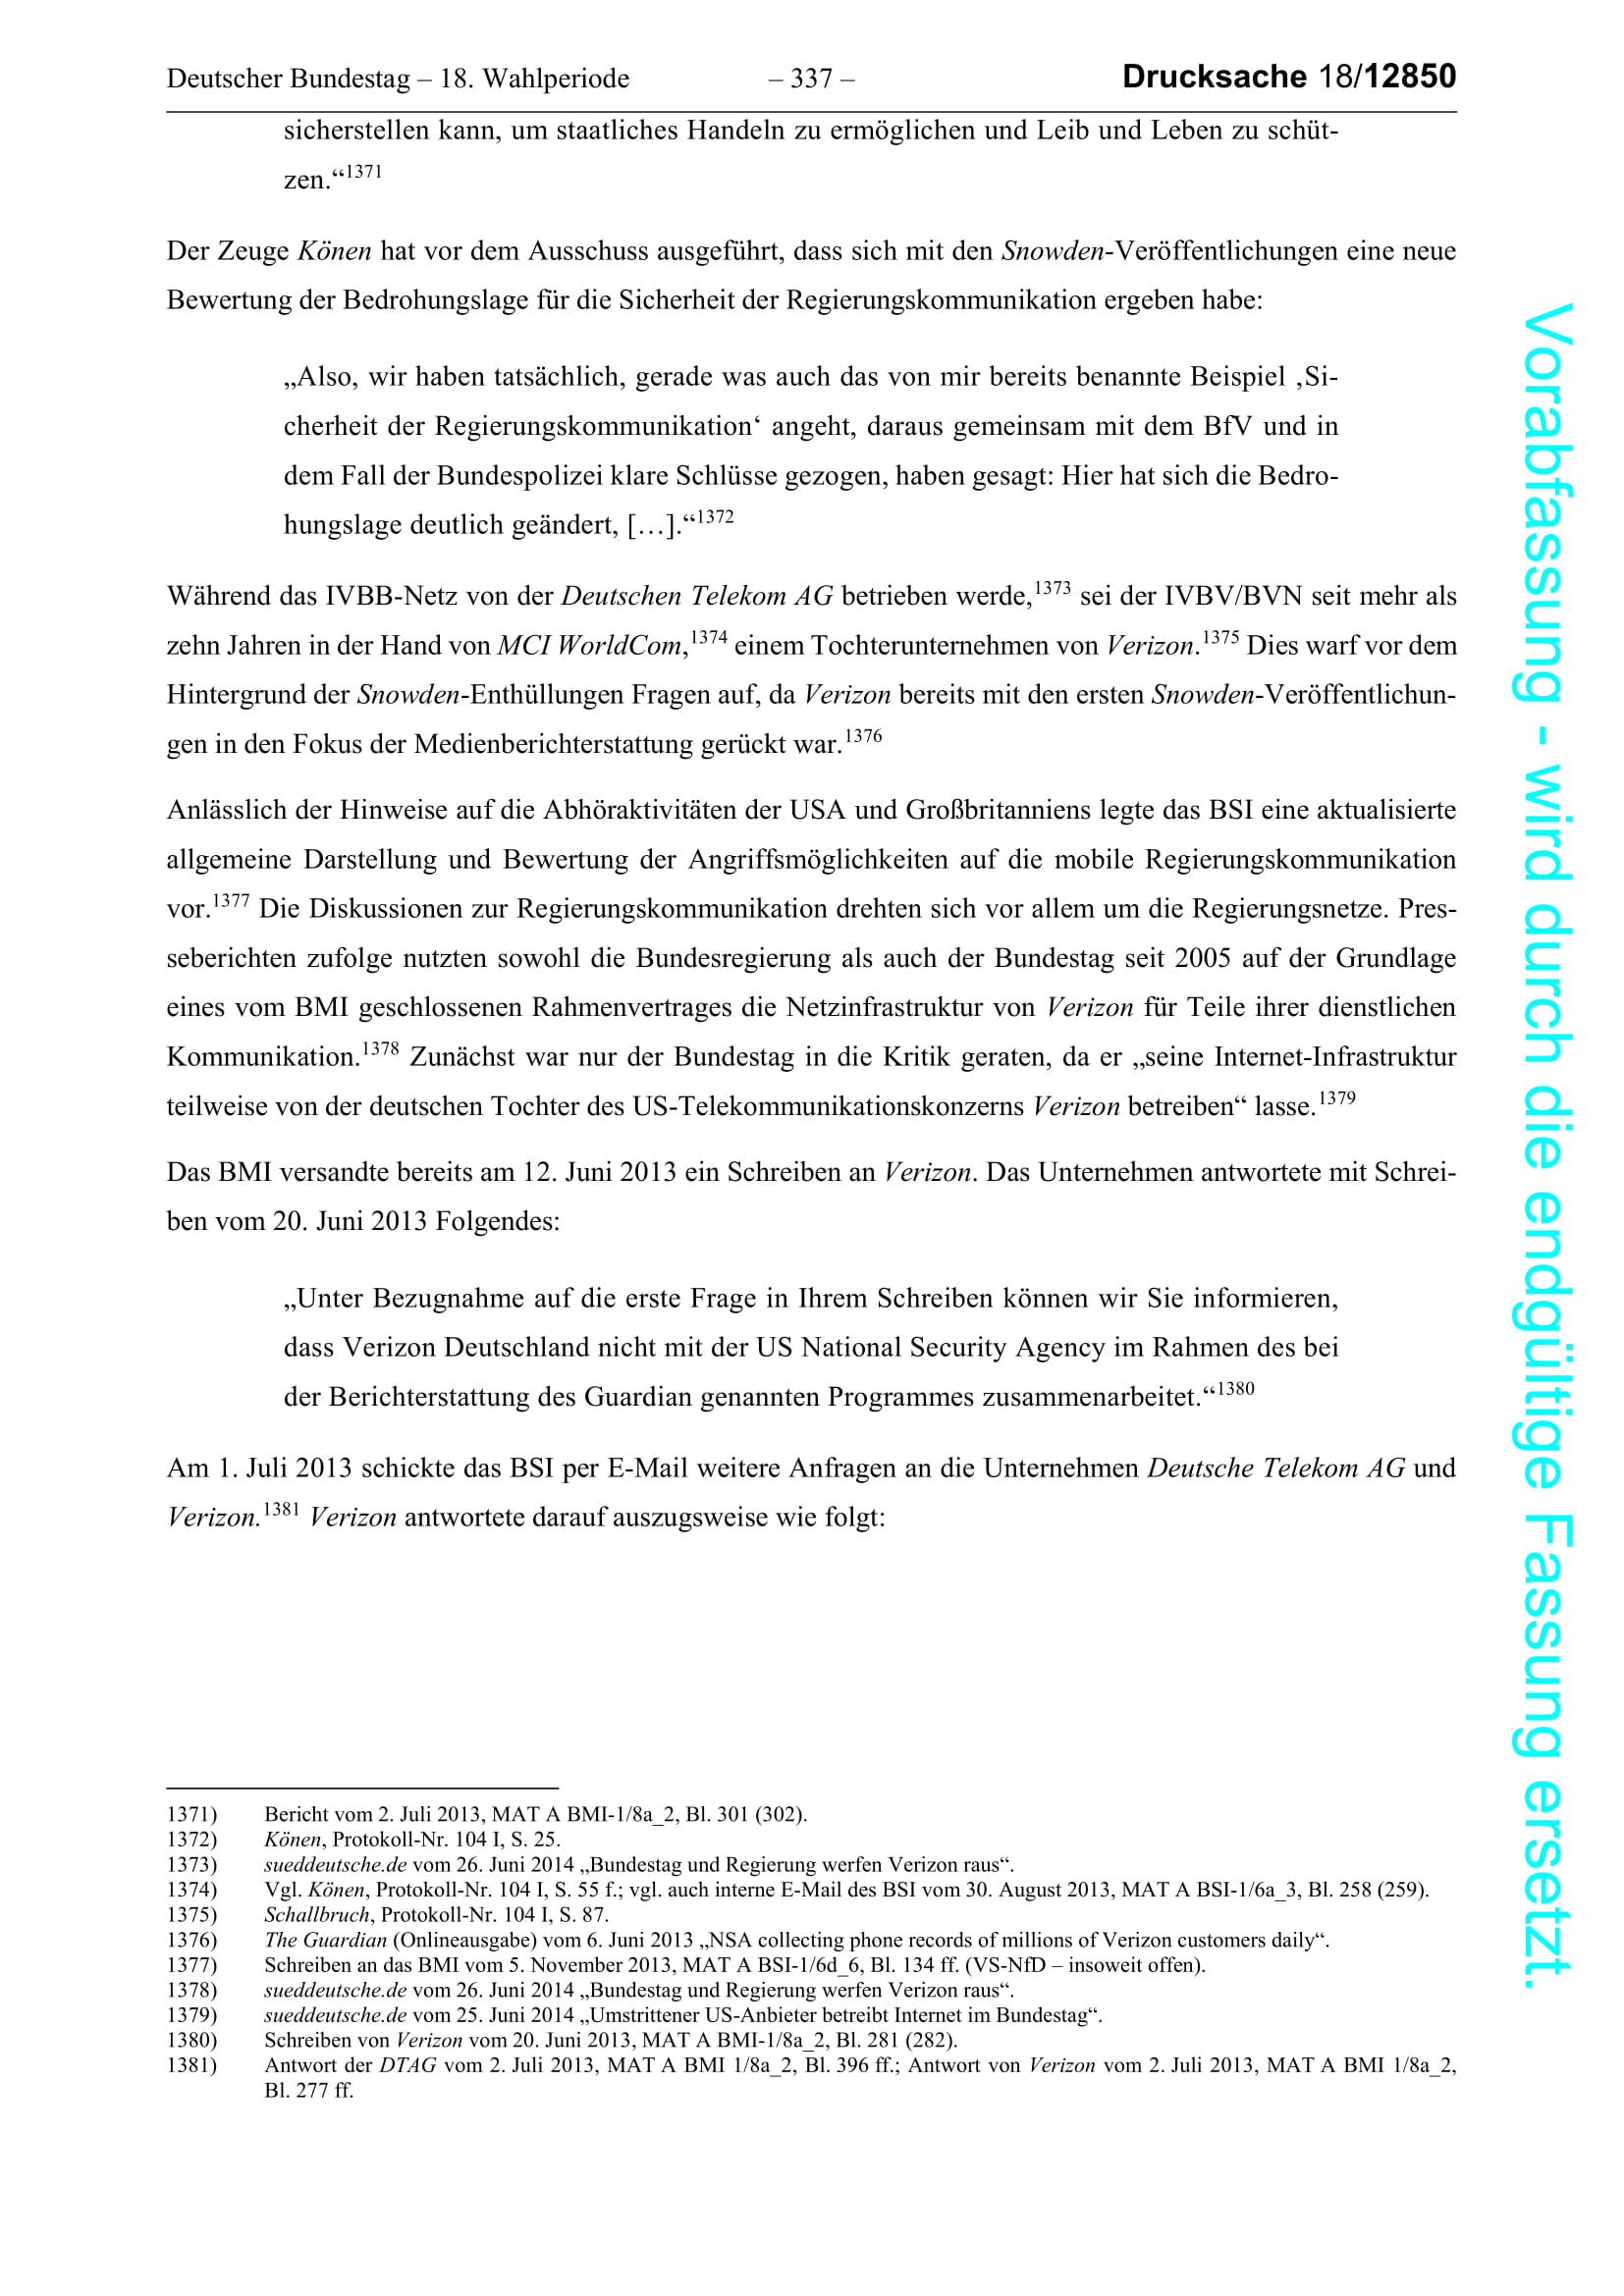 Deutscher Bundestag – 18. Wahlperiode – 337 – Drucksache 18/12850
sicherstellen kann, um staatliches Handeln zu ermöglichen und Leib und Leben zu schüt-
zen.“1371
Der Zeuge Könen hat vor dem Ausschuss ausgeführt, dass sich mit den Snowden-Veröffentlichungen eine neue
Bewertung der Bedrohungslage für die Sicherheit der Regierungskommunikation ergeben habe:
„Also, wir haben tatsächlich, gerade was auch das von mir bereits benannte Beispiel ‚Si-
cherheit der Regierungskommunikation‘ angeht, daraus gemeinsam mit dem BfV und in
dem Fall der Bundespolizei klare Schlüsse gezogen, haben gesagt: Hier hat sich die Bedro-
hungslage deutlich geändert, […].“1372
Während das IVBB-Netz von der Deutschen Telekom AG betrieben werde,1373 sei der IVBV/BVN seit mehr als
zehn Jahren in der Hand von MCI WorldCom,1374 einem Tochterunternehmen von Verizon.1375 Dies warf vor dem
Hintergrund der Snowden-Enthüllungen Fragen auf, da Verizon bereits mit den ersten Snowden-Veröffentlichun-
gen in den Fokus der Medienberichterstattung gerückt war.1376
Anlässlich der Hinweise auf die Abhöraktivitäten der USA und Großbritanniens legte das BSI eine aktualisierte
allgemeine Darstellung und Bewertung der Angriffsmöglichkeiten auf die mobile Regierungskommunikation
vor.1377 Die Diskussionen zur Regierungskommunikation drehten sich vor allem um die Regierungsnetze. Pres-
seberichten zufolge nutzten sowohl die Bundesregierung als auch der Bundestag seit 2005 auf der Grundlage
eines vom BMI geschlossenen Rahmenvertrages die Netzinfrastruktur von Verizon für Teile ihrer dienstlichen
Kommunikation.1378 Zunächst war nur der Bundestag in die Kritik geraten, da er „seine Internet-Infrastruktur
teilweise von der deutschen Tochter des US-Telekommunikationskonzerns Verizon betreiben“ lasse.1379
Das BMI versandte bereits am 12. Juni 2013 ein Schreiben an Verizon. Das Unternehmen antwortete mit Schrei-
ben vom 20. Juni 2013 Folgendes:
„Unter Bezugnahme auf die erste Frage in Ihrem Schreiben können wir Sie informieren,
dass Verizon Deutschland nicht mit der US National Security Agency im Rahmen des bei
der Berichterstattung des Guardian genannten Programmes zusammenarbeitet.“1380
Am 1. Juli 2013 schickte das BSI per E-Mail weitere Anfragen an die Unternehmen Deutsche Telekom AG und
Verizon.1381 Verizon antwortete darauf auszugsweise wie folgt:
1371) Bericht vom 2. Juli 2013, MAT A BMI-1/8a_2, Bl. 301 (302).
1372) Könen, Protokoll-Nr. 104 I, S. 25.
1373) sueddeutsche.de vom 26. Juni 2014 „Bundestag und Regierung werfen Verizon raus“.
1374) Vgl. Könen, Protokoll-Nr. 104 I, S. 55 f.; vgl. auch interne E-Mail des BSI vom 30. August 2013, MAT A BSI-1/6a_3, Bl. 258 (259).
1375) Schallbruch, Protokoll-Nr. 104 I, S. 87.
1376) The Guardian (Onlineausgabe) vom 6. Juni 2013 „NSA collecting phone records of millions of Verizon customers daily“.
1377) Schreiben an das BMI vom 5. November 2013, MAT A BSI-1/6d_6, Bl. 134 ff. (VS-NfD – insoweit offen).
1378) sueddeutsche.de vom 26. Juni 2014 „Bundestag und Regierung werfen Verizon raus“.
1379) sueddeutsche.de vom 25. Juni 2014 „Umstrittener US-Anbieter betreibt Internet im Bundestag“.
1380) Schreiben von Verizon vom 20. Juni 2013, MAT A BMI-1/8a_2, Bl. 281 (282).
1381) Antwort der DTAG vom 2. Juli 2013, MAT A BMI 1/8a_2, Bl. 396 ff.; Antwort von Verizon vom 2. Juli 2013, MAT A BMI 1/8a_2,
Bl. 277 ff.
Vorabfassung - wird durch die endgültige Fassung ersetzt.